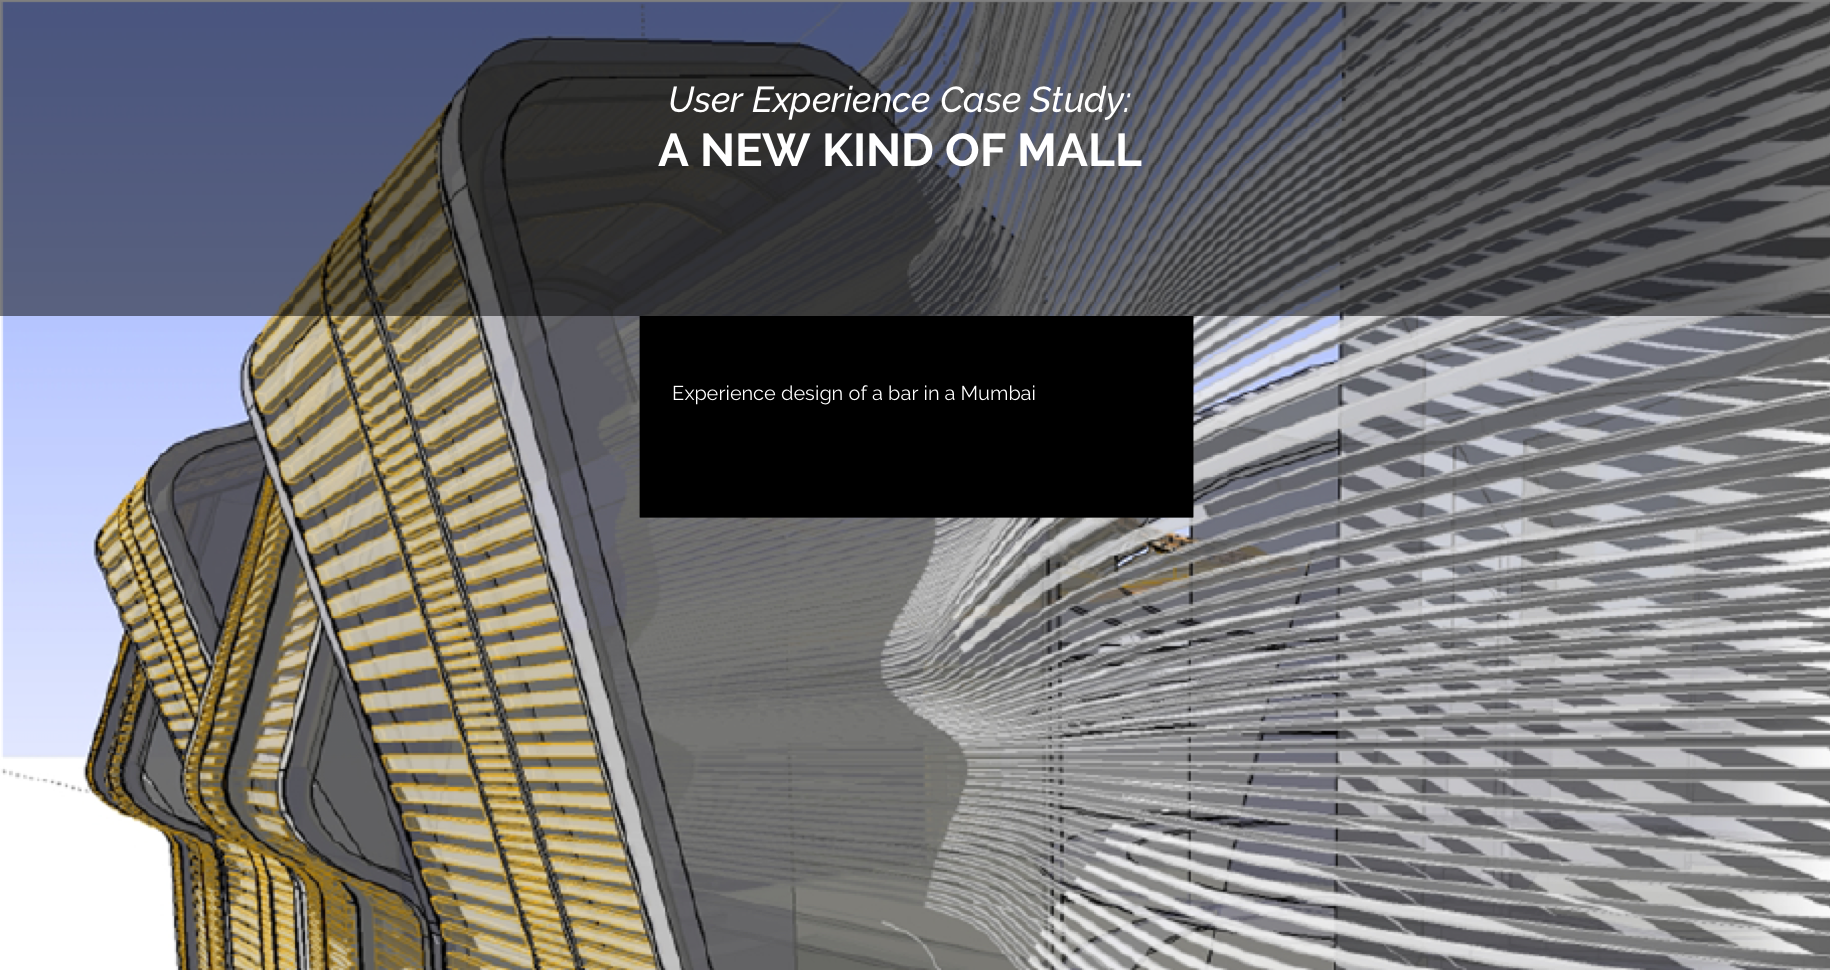 User Experience Case Study:
A NEW KIND OF MALL
Experience design of a bar in a Mumbai